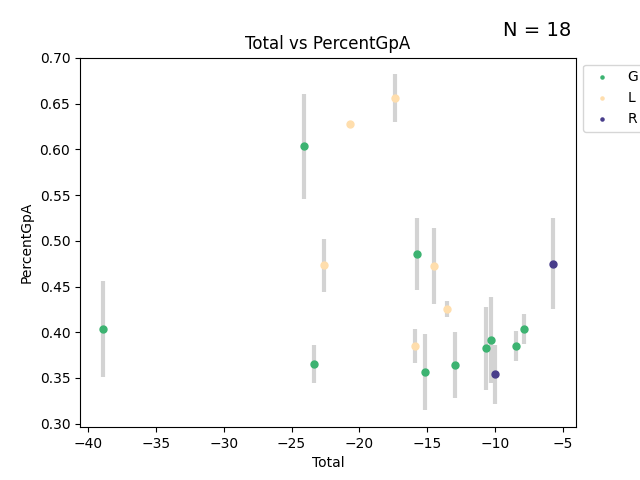 N = 18
Total vs PercentGpA
G
L
R
PercentGpA
0.70
0.65
0.60
0.55
0.50
0.45
0.40
0.35
0.30
−40 −35 −30 −25 −20 −15 −10 −5
Total